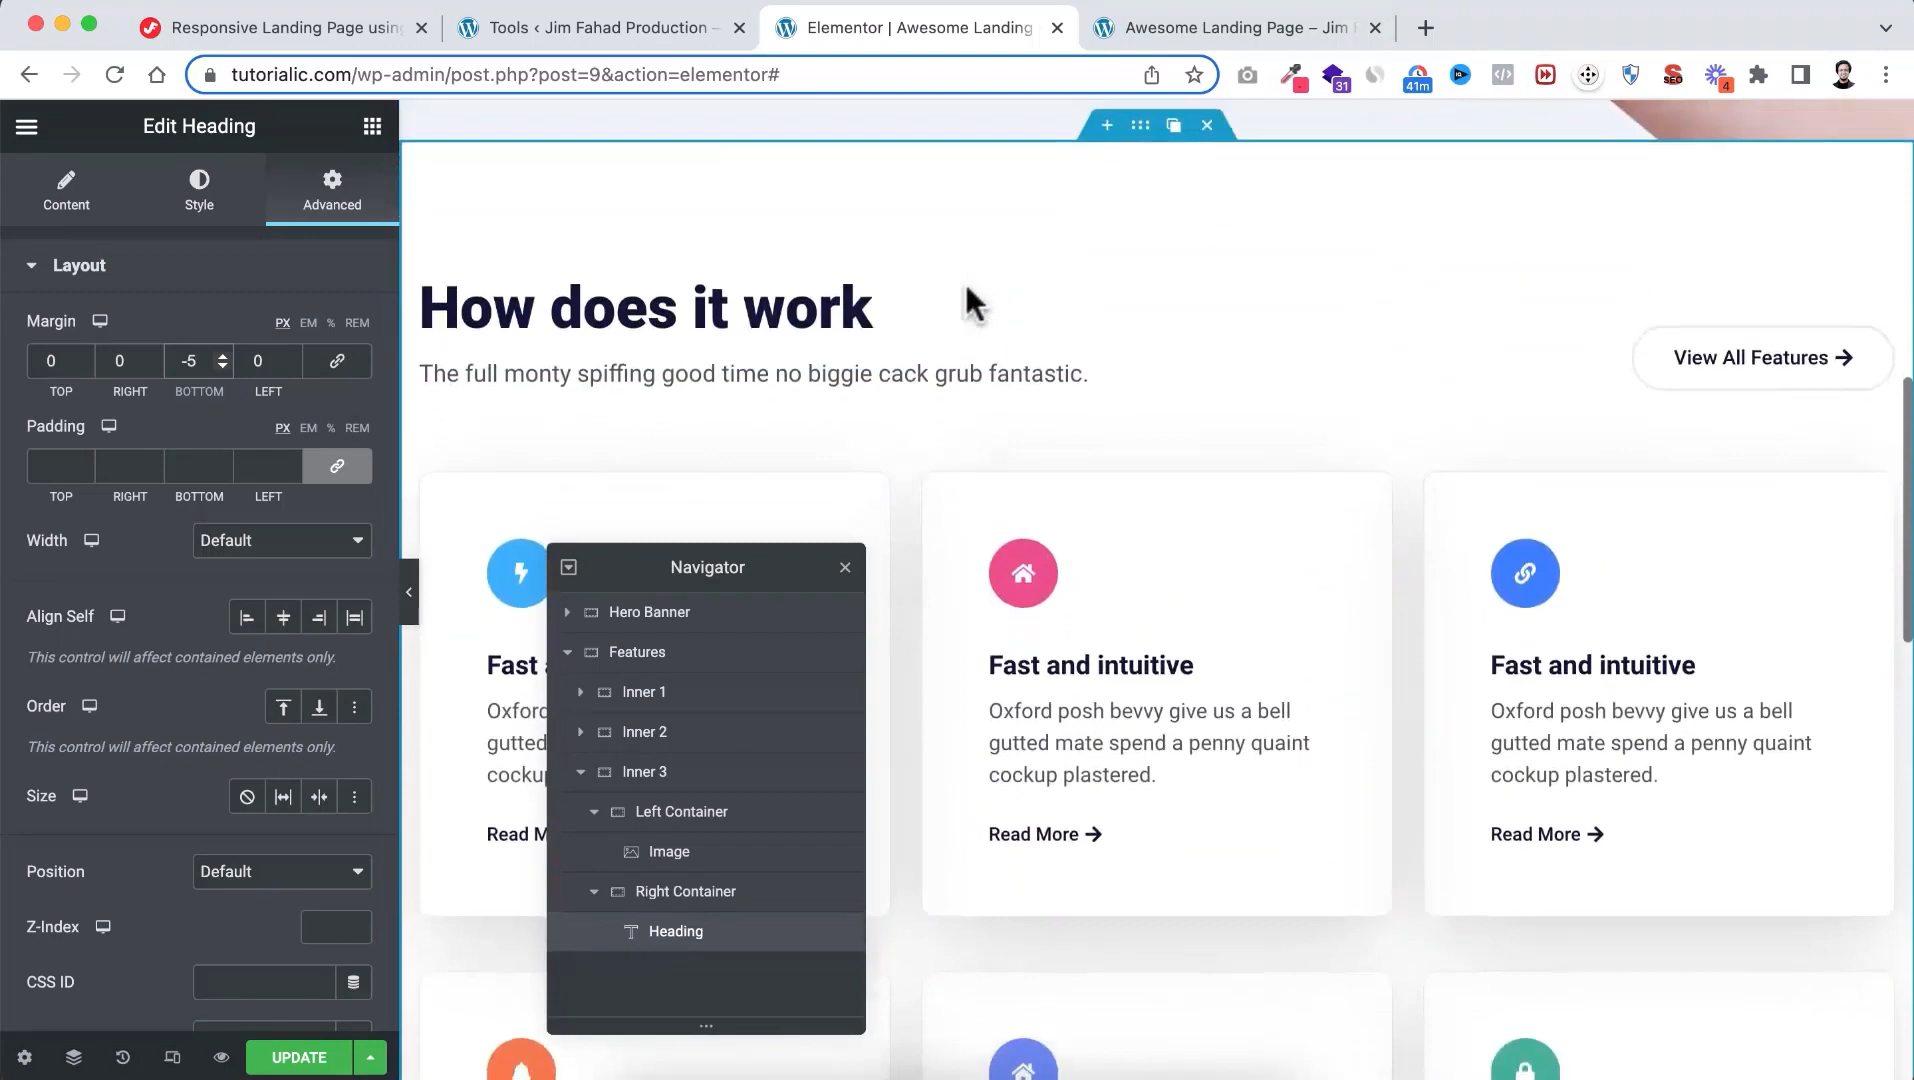 Responsive Landing Page using
Tools ‹ Jim Fahad Production –
Elementor | Awesome Landing
Awesome Landing Page – Jim
tutorialic.com/wp-admin/post.php?post=9&action=elementor#
31
41m
SEO
4
Edit Heading
Content
Style
Advanced
Layout
Margin
PX EM % REM
0 0 -5 0
TOP RIGHT BOTTOM LEFT
Padding
PX EM % REM
TOP RIGHT BOTTOM LEFT
Width
Default
Align Self
This control will affect contained elements only.
Order
This control will affect contained elements only.
Size
Position
Default
Z-Index
CSS ID
UPDATE
How does it work
The full monty spiffing good time no biggie cack grub fantastic.
View All Features
Fast
Oxford
gutted
cocku
Read M
Fast and intuitive
Oxford posh bevvy give us a bell
gutted mate spend a penny quaint
cockup plastered.
Read More
Fast and intuitive
Oxford posh bevvy give us a bell
gutted mate spend a penny quaint
cockup plastered.
Read More
Navigator
Hero Banner
Features
Inner 1
Inner 2
Inner 3
Left Container
Image
Right Container
Heading